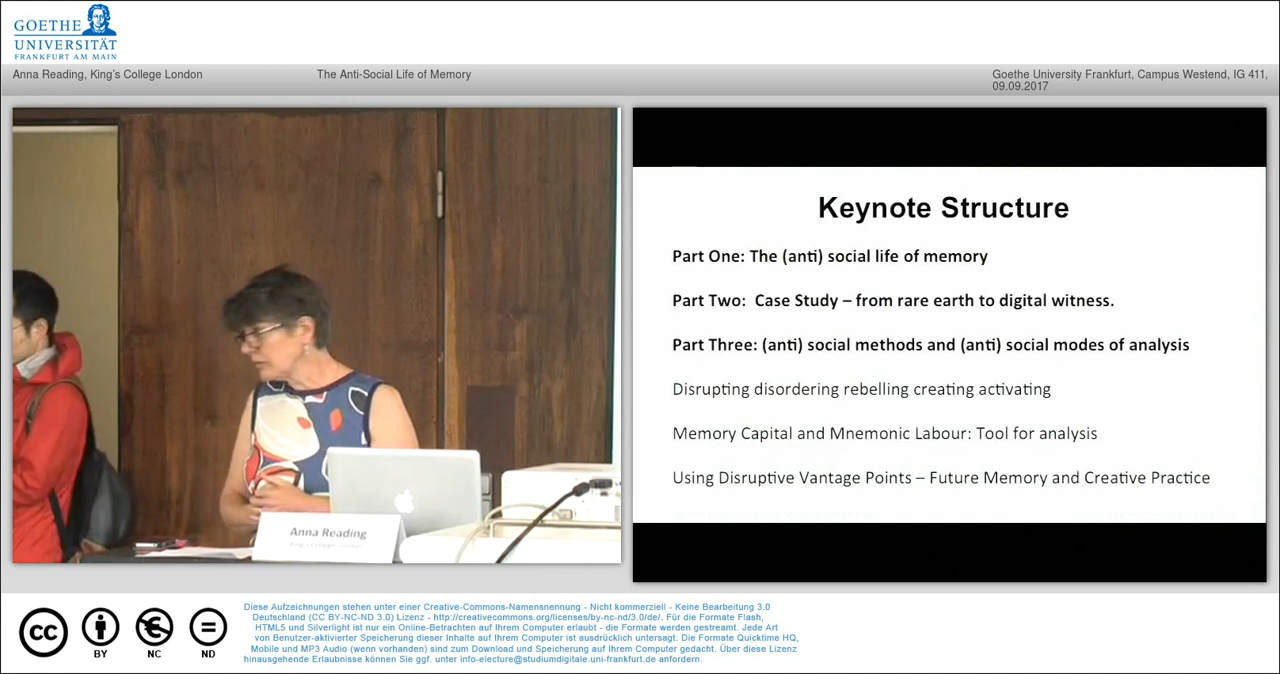 GOETHE
UNIVERSITÄT
FRANKFURT AM MAIN
Anna Reading, King's College London
The Anti-Social Life of Memory
Goethe University Frankfurt, Campus Westend, IG 411,
09.09.2017
Anna Reading
Keynote Structure
Part One: The (anti) social life of memory
Part Two: Case Study – from rare earth to digital witness.
Part Three: (anti) social methods and (anti) social modes of analysis
Disrupting disordering rebelling creating activating
Memory Capital and Mnemonic Labour: Tool for analysis
Using Disruptive Vantage Points – Future Memory and Creative Practice
cc
BY
NC
ND
Diese Aufzeichnungen stehen unter einer Creative-Commons-Namensnennung - Nicht kommerziell - Keine Bearbeitung 3.0
Deutschland (CC BY-NC-ND 3.0) Lizenz - http://creativecommons.org/licenses/by-nc-nd/3.0/de/. Für die Formate Flash,
HTML5 und Silverlight ist nur ein Online-Betrachten auf Ihrem Computer erlaubt - die Formate werden gestreamt. Jede Art
von Benutzer-aktivierter Speicherung dieser Inhalte auf Ihrem Computer ist ausdrücklich untersagt. Die Formate Quicktime HQ,
Mobile und MP3 Audio (wenn vorhanden) sind zum Download und Speicherung auf Ihrem Computer gedacht. Über diese Lizenz
hinausgehende Erlaubnisse können Sie ggf. unter info-electure@studiumdigitale.uni-frankfurt.de anfordern.